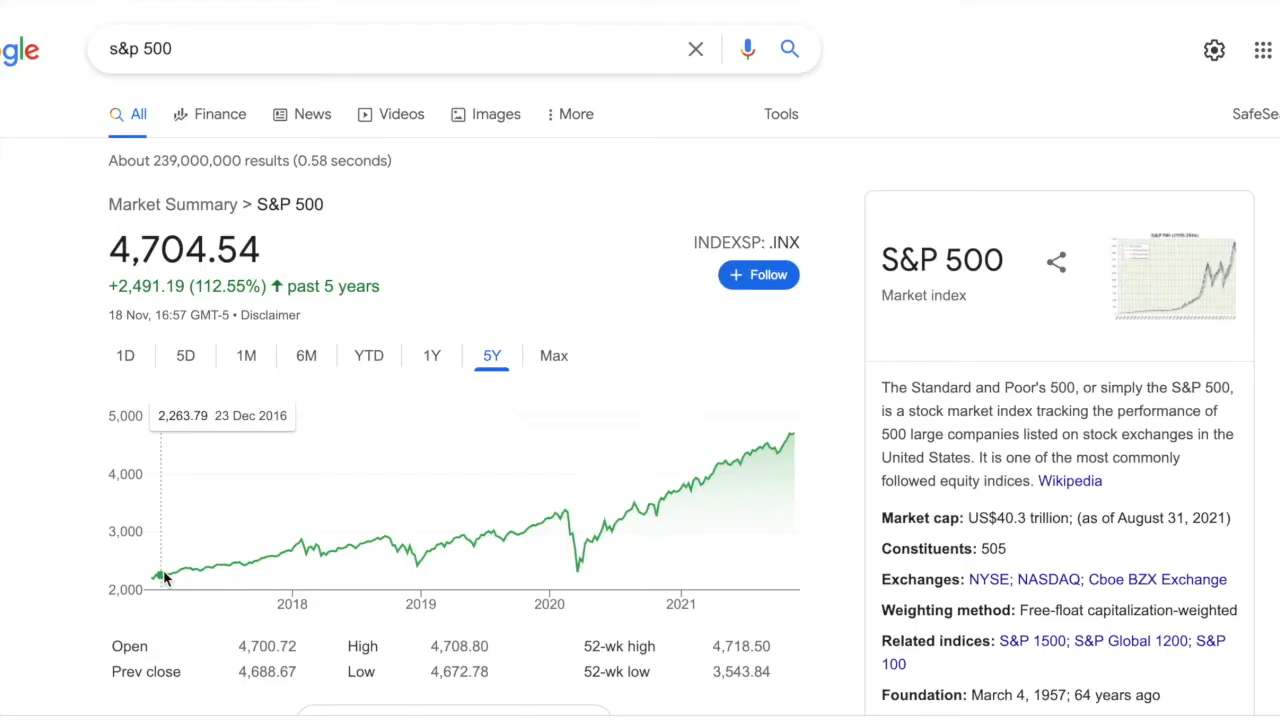 gle
s&p 500
All
Finance
News
Videos
Images
More
Tools
SafeSea
About 239,000,000 results (0.58 seconds)
Market Summary > S&P 500
4,704.54
INDEXSP: .INX
+2,491.19 (112.55%) ↑ past 5 years
+ Follow
18 Nov, 16:57 GMT-5 • Disclaimer
1D
5D
1M
6M
YTD
1Y
5Y
Max
5,000
2,263.79 23 Dec 2016
4,000
3,000
2,000
2018
2019
2020
2021
Open 4,700.72 High 4,708.80 52-wk high 4,718.50
Prev close 4,688.67 Low 4,672.78 52-wk low 3,543.84
S&P 500
Market index
The Standard and Poor's 500, or simply the S&P 500,
is a stock market index tracking the performance of
500 large companies listed on stock exchanges in the
United States. It is one of the most commonly
followed equity indices. Wikipedia
Market cap: US$40.3 trillion; (as of August 31, 2021)
Constituents: 505
Exchanges: NYSE; NASDAQ; Cboe BZX Exchange
Weighting method: Free-float capitalization-weighted
Related indices: S&P 1500; S&P Global 1200; S&P
100
Foundation: March 4, 1957; 64 years ago